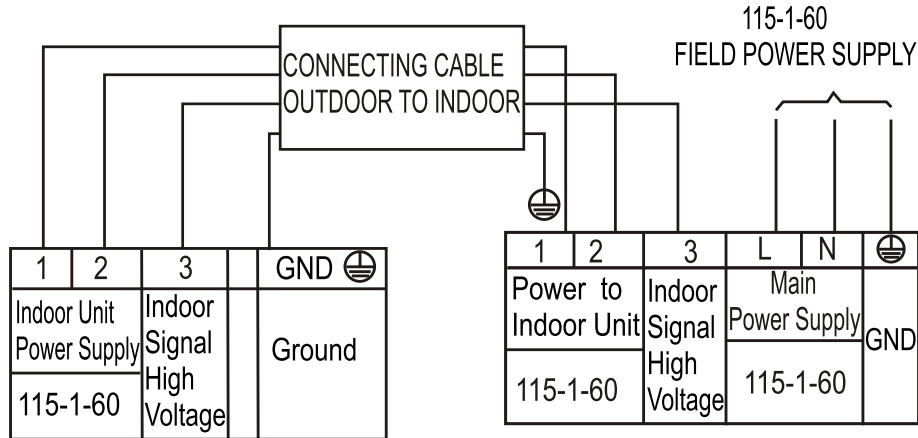 115-1-60
FIELD POWER SUPPLY
CONNECTING CABLE
OUTDOOR TO INDOOR
1 2 3 GND
Indoor Unit
Power Supply
115-1-60
Indoor
Signal
High
Voltage
Ground
1 2 3 L N
Power to
Indoor Unit
115-1-60
Indoor
Signal
High
Voltage
Main
Power Supply
115-1-60
GND